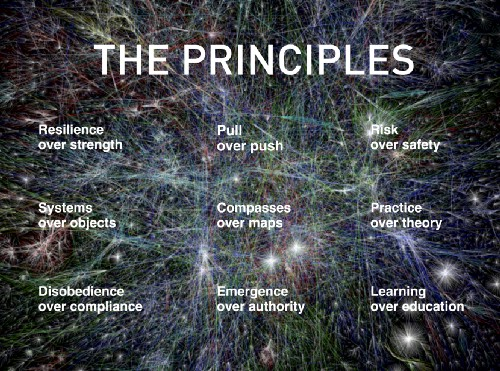 THE PRINCIPLES
Resilience
over strength
Pull
over push
Risk
over safety
Systems
over objects
Compasses
over maps
Practice
over theory
Disobedience
over compliance
Emergence
over authority
Learning
over education